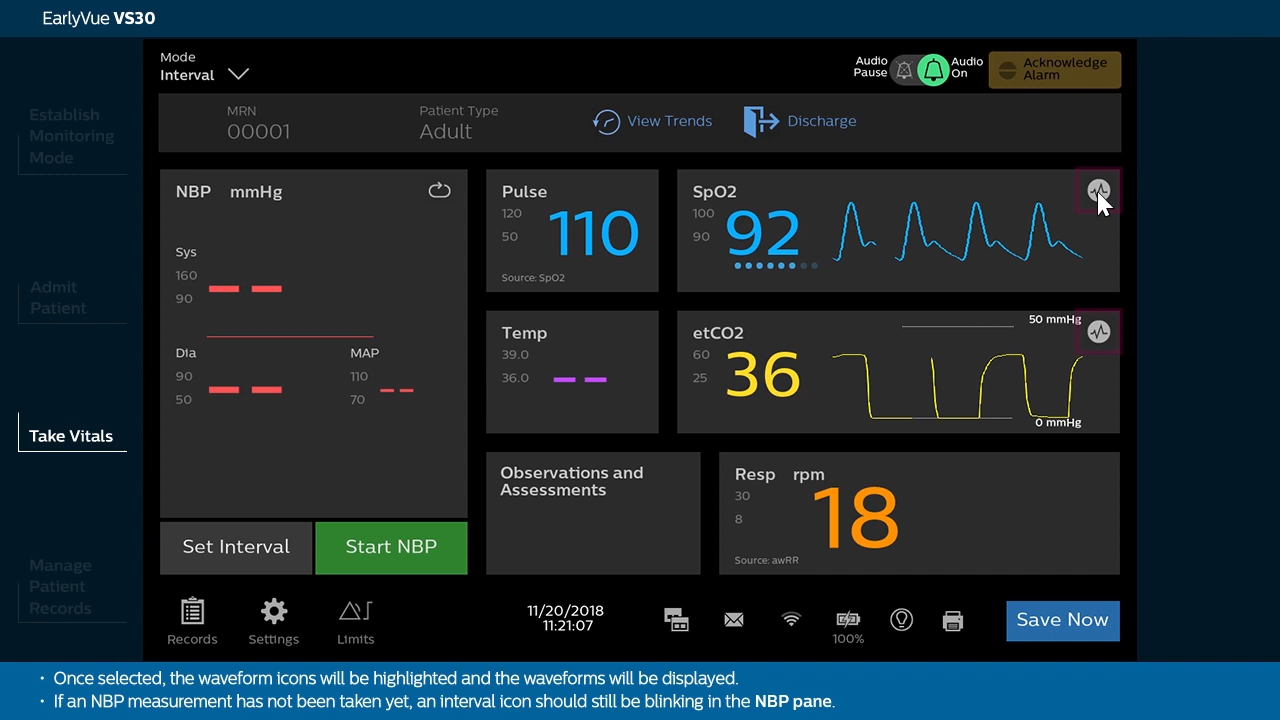 EarlyVue VS30
Establish
Monitoring
Mode
Admit
Patient
Take Vitals
Manage
Patient
Records
Mode
Interval
Audio
Pause
Audio
On
Acknowledge
Alarm
MRN
00001
Patient Type
Adult
View Trends
Discharge
NBP mmHg
Sys
160
90
Dia
90
50
MAP
110
70
Set Interval
Start NBP
Pulse
120
50
110
Source: SpO2
SpO2
100
90
92
Temp
39.0
36.0
etCO2
60
25
36
50 mmHg
0 mmHg
Observations and
Assessments
Resp rpm
30
8
18
Source: awRR
Records
Settings
Limits
11/20/2018
11:21:07
100%
Save Now
· Once selected, the waveform icons will be highlighted and the waveforms will be displayed.
· If an NBP measurement has not been taken yet, an interval icon should still be blinking in the NBP pane.